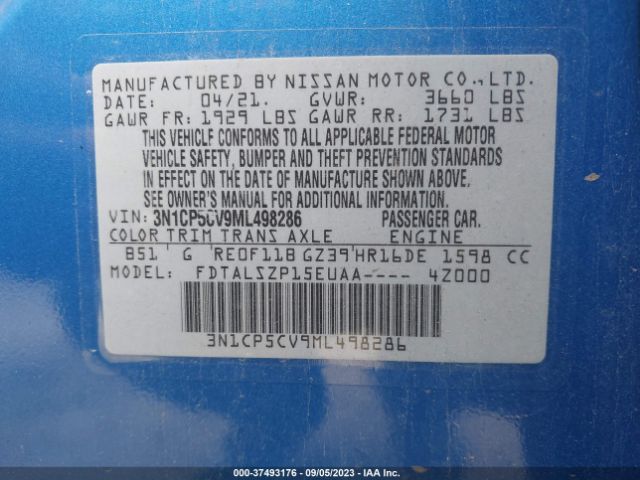 MANUFACTURED BY NISSAN MOTOR CO., LTD.
DATE: 04/21. GVWR: 3660 LBS
GAWR FR: 1929 LBS GAWR RR: 1731 LBS
THIS VEHICLE CONFORMS TO ALL APPLICABLE FEDERAL MOTOR
VEHICLE SAFETY, BUMPER AND THEFT PREVENTION STANDARDS
IN EFFECT ON THE DATE OF MANUFACTURE SHOWN ABOVE.
SEE OWNER'S MANUAL FOR ADDITIONAL INFORMATION.
VIN: 3N1CP5CV9ML498286 PASSENGER CAR.
COLOR TRIM TRANS AXLE ENGINE
B51 G RE0F11B GZ39 HR16DE 1598 CC
MODEL: FDTALSZP15EUAA---- 4Z000
3N1CP5CV9ML498286
000-37493176 - 09/05/2023 - IAA Inc.